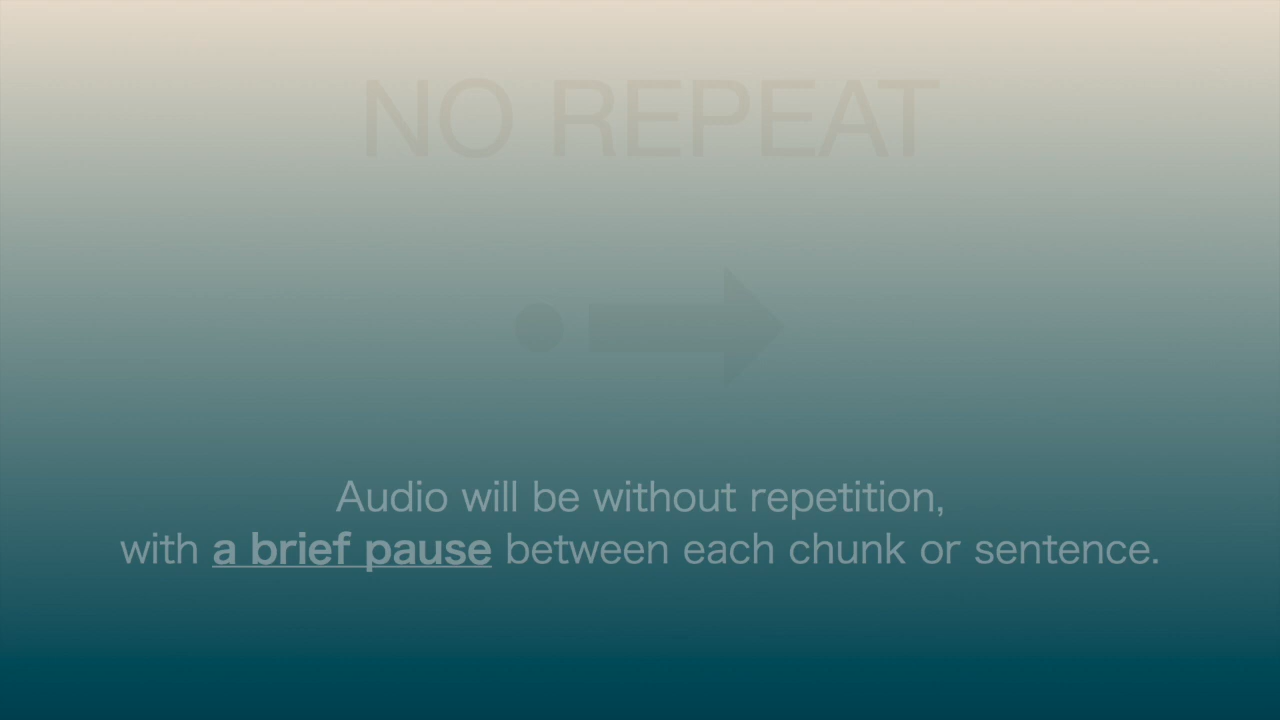 NO REPEAT
Audio will be without repetition,
with a brief pause between each chunk or sentence.